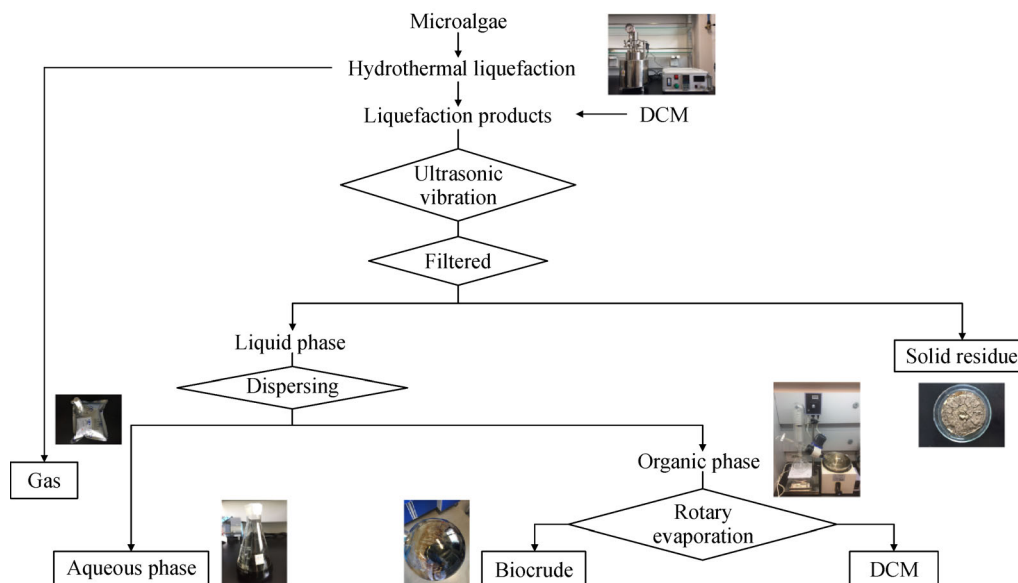 Microalgae
Hydrothermal liquefaction
Liquefaction products
DCM
Ultrasonic
vibration
Filtered
Liquid phase
Solid residue
Dispersing
Organic phase
Gas
Rotary
evaporation
Aqueous phase
Biocrude
DCM